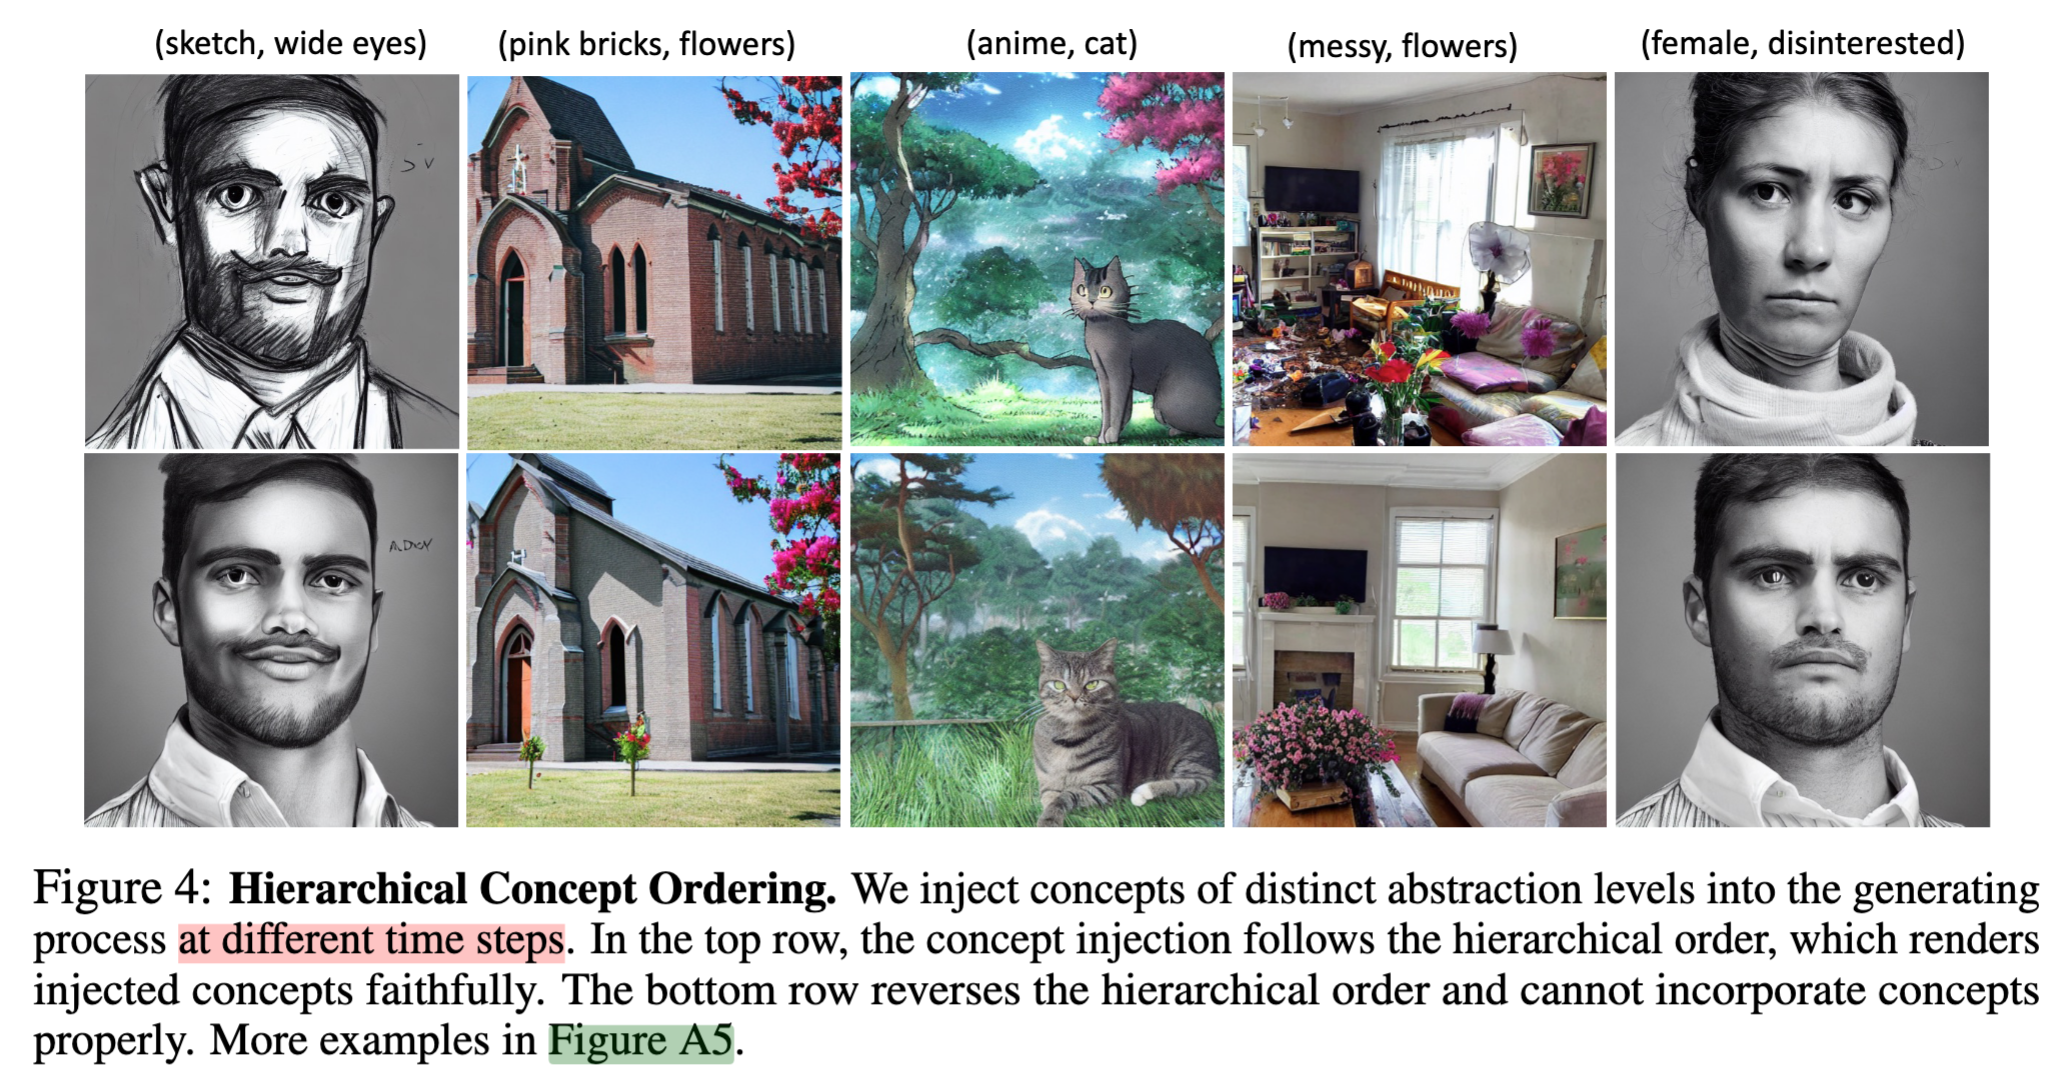 (sketch, wide eyes)
(pink bricks, flowers)
(anime, cat)
(messy, flowers)
(female, disinterested)
Figure 4: Hierarchical Concept Ordering. We inject concepts of distinct abstraction levels into the generating
process at different time steps. In the top row, the concept injection follows the hierarchical order, which renders
injected concepts faithfully. The bottom row reverses the hierarchical order and cannot incorporate concepts
properly. More examples in Figure A5.